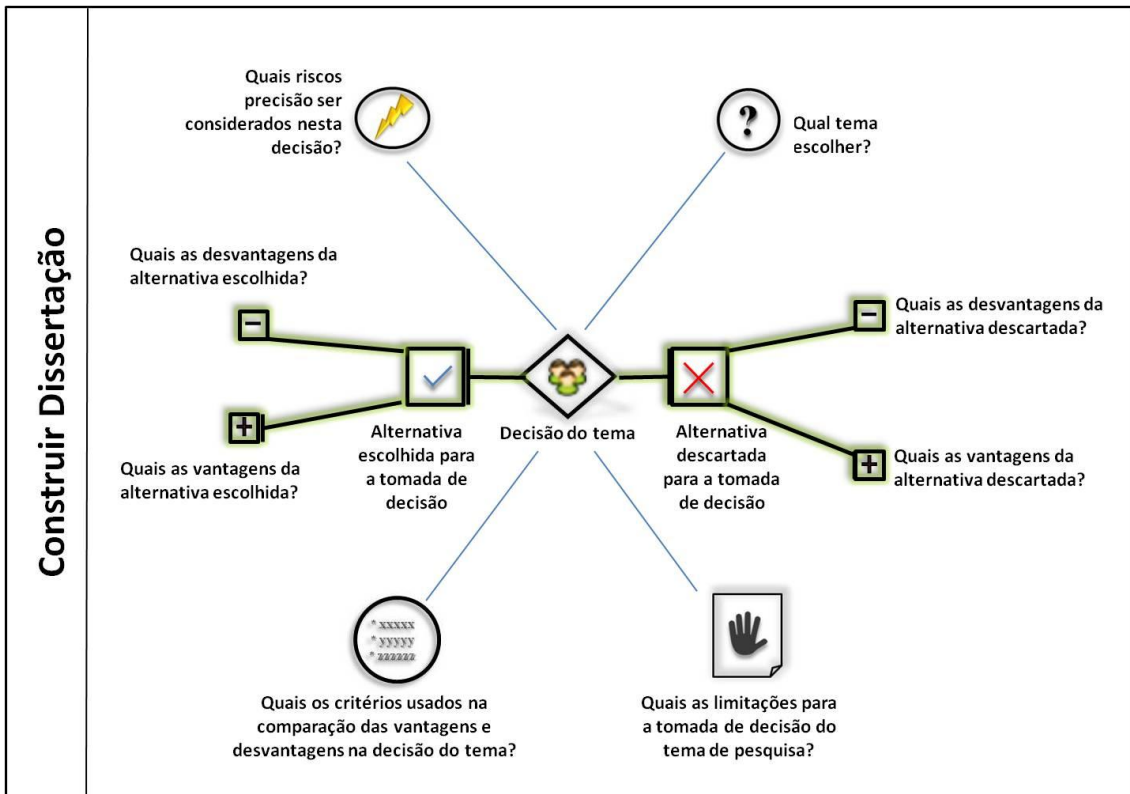 Construir Dissertação
Quais riscos
precisão ser
considerados nesta
decisão?
?
Qual tema
escolher?
Quais as desvantagens da
alternativa escolhida?
−
+
Quais as vantagens da
alternativa escolhida?
Alternativa
escolhida para
a tomada de
decisão
Decisão do tema
Alternativa
descartada
para a tomada
de decisão
−
Quais as desvantagens da
alternativa descartada?
+
Quais as vantagens da
alternativa descartada?
* xxxxx
* yyyyy
* zzzzzz
Quais os critérios usados na
comparação das vantagens e
desvantagens na decisão do tema?
Quais as limitações para
a tomada de decisão do
tema de pesquisa?